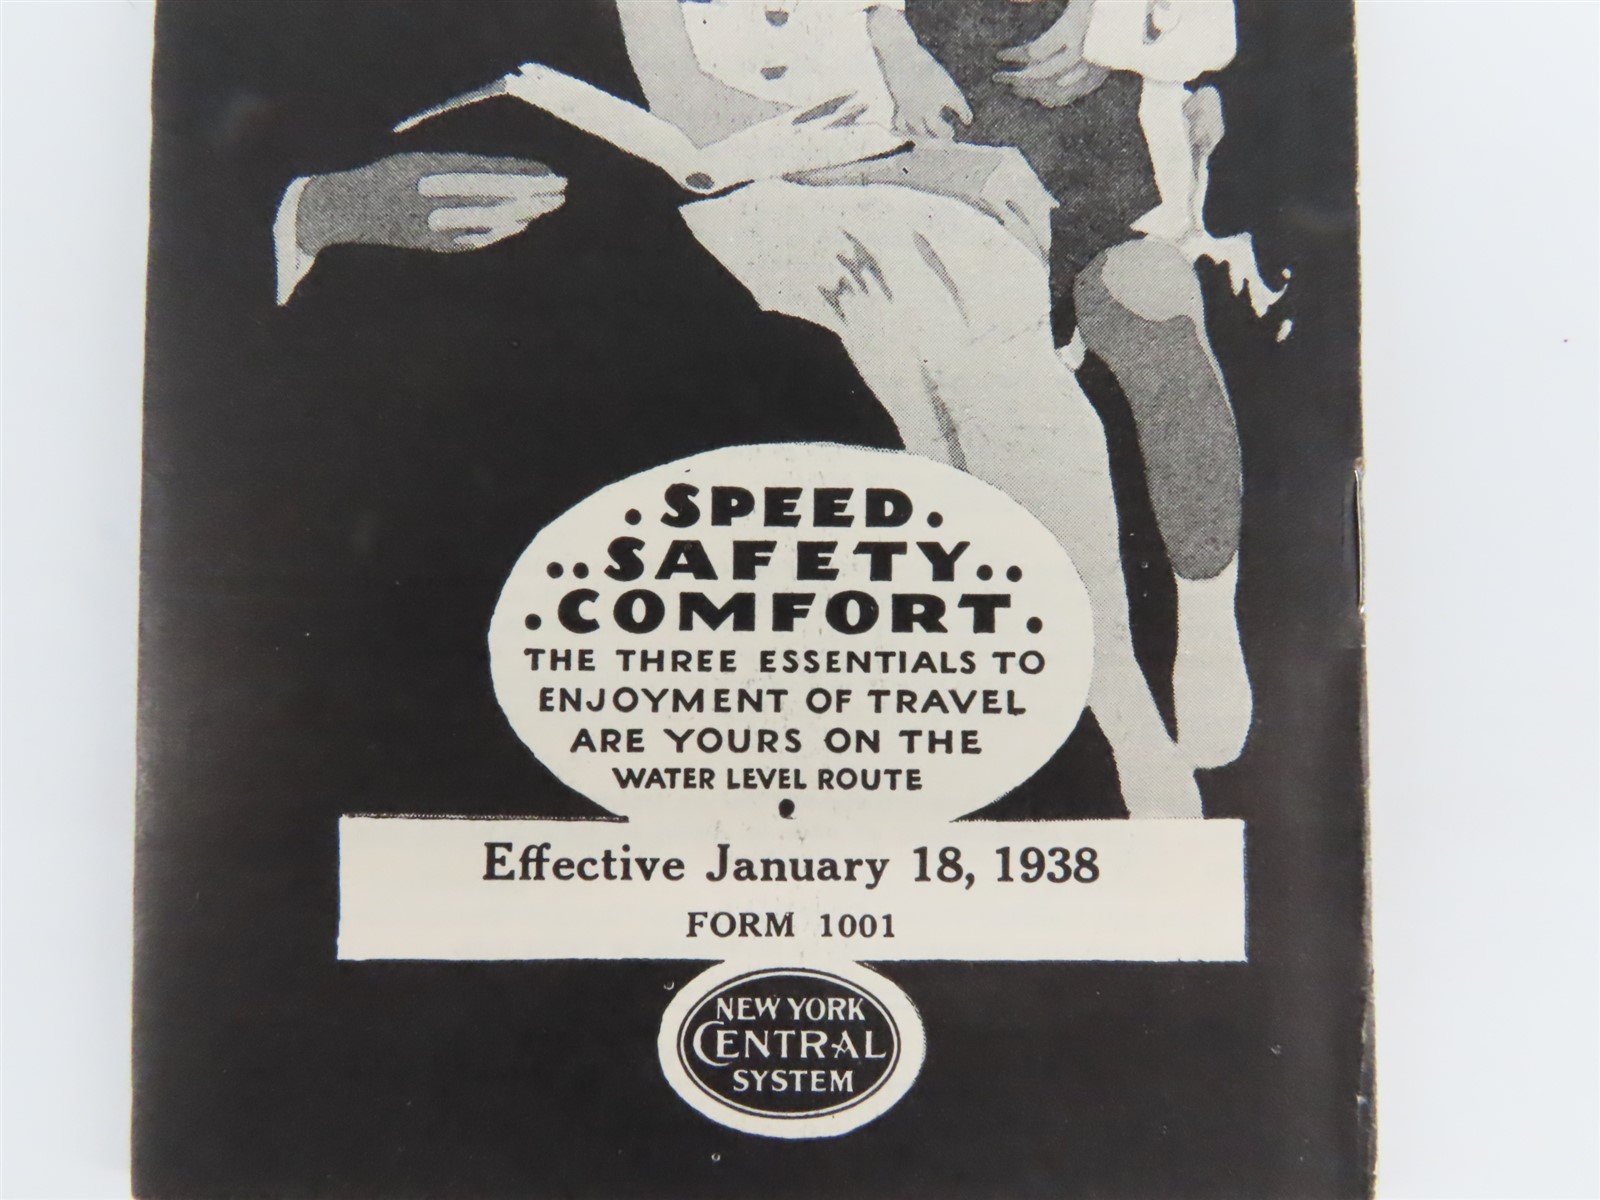 .SPEED.
..SAFETY..
.COMFORT.
THE THREE ESSENTIALS TO
ENJOYMENT OF TRAVEL
ARE YOURS ON THE
WATER LEVEL ROUTE
Effective January 18, 1938
FORM 1001
NEW YORK
CENTRAL
SYSTEM